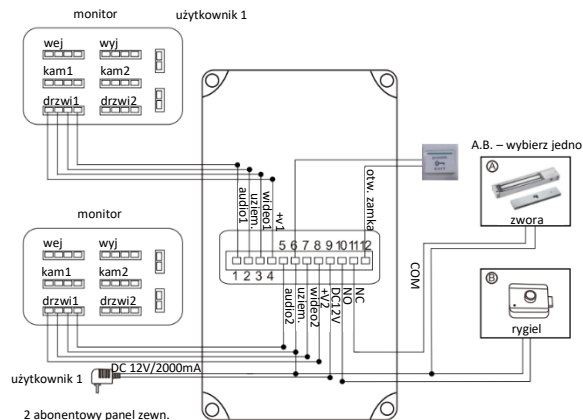 monitor
użytkownik 1
wej wyj
kam1 kam2
drzwi1 drzwi2
A.B. – wybierz jedno
A
zwora
otw. zamka
audio1
uziem.
wideo1
+v1
5 6 7 8 9 10 11 12
1 2 3 4
audio2
uziem.
wideo2
+V2
DC12V
NO
NC
COM
monitor
wej wyj
kam1 kam2
drzwi1 drzwi2
B
rygiel
DC 12V/2000mA
użytkownik 1
2 abonentowy panel zewn.